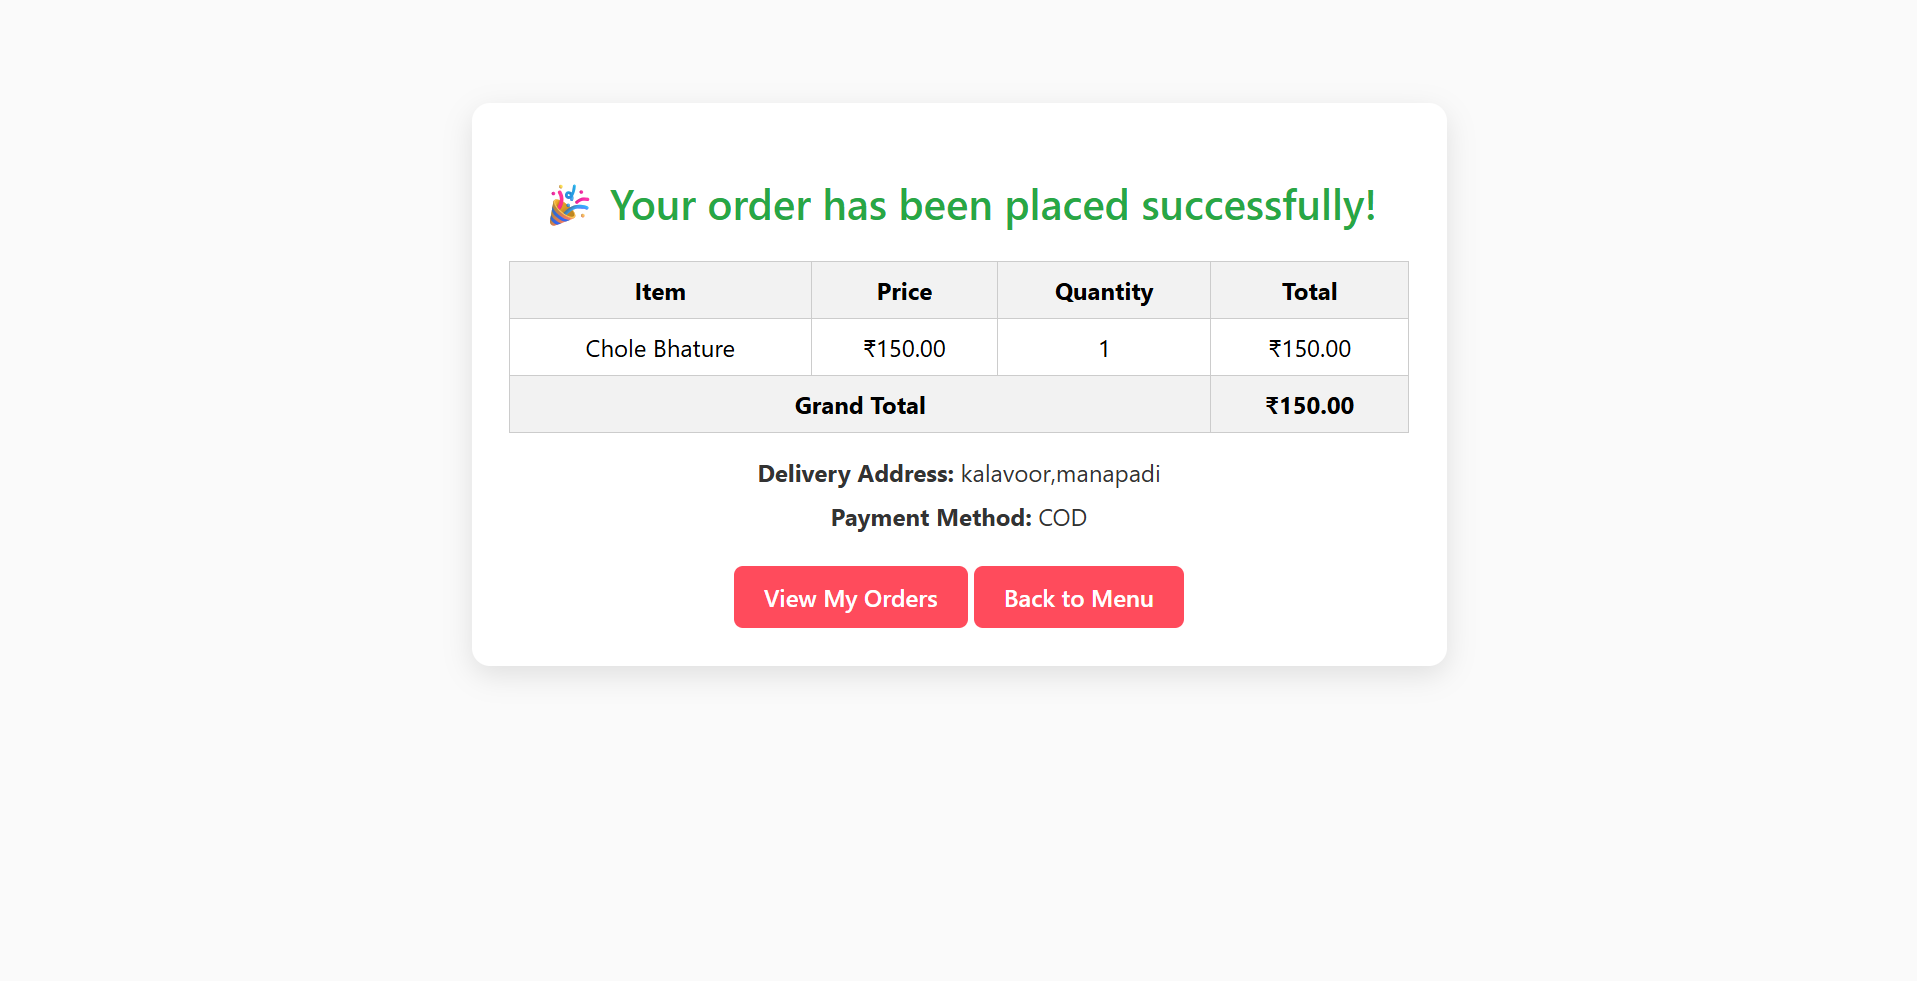 🎉 Your order has been placed successfully!
Item Price Quantity Total
Chole Bhature ₹150.00 1 ₹150.00
Grand Total ₹150.00
Delivery Address: kalavoor,manapadi
Payment Method: COD
View My Orders Back to Menu